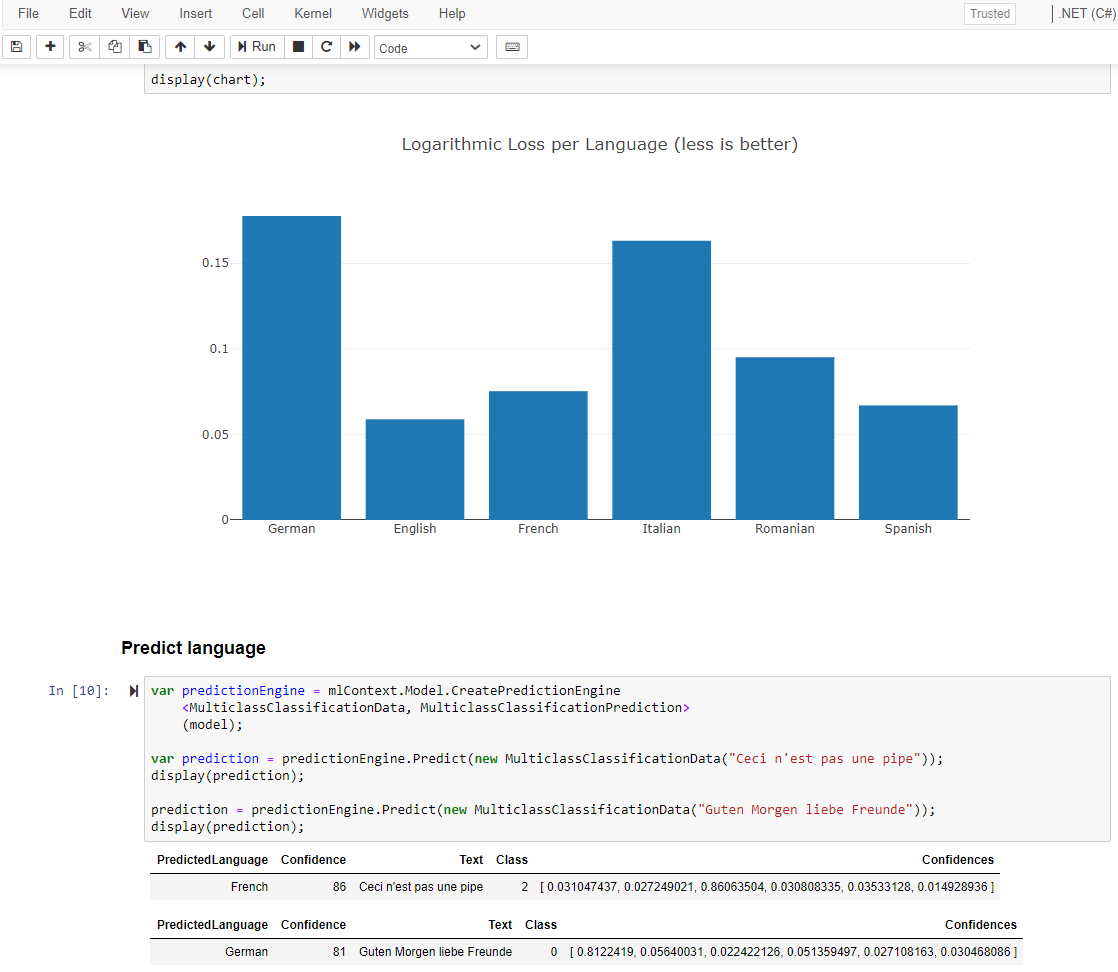 File Edit View Insert Cell Kernel Widgets Help Trusted .NET (C#)
Run Code
display(chart);
Logarithmic Loss per Language (less is better)
0.15
0.1
0.05
0
German English French Italian Romanian Spanish
Predict language
In [10]: var predictionEngine = mlContext.Model.CreatePredictionEngine
<MulticlassClassificationData, MulticlassClassificationPrediction>
(model);
var prediction = predictionEngine.Predict(new MulticlassClassificationData("Ceci n'est pas une pipe"));
display(prediction);
prediction = predictionEngine.Predict(new MulticlassClassificationData("Guten Morgen liebe Freunde"));
display(prediction);
PredictedLanguage Confidence Text Class Confidences
French 86 Ceci n'est pas une pipe 2 [ 0.031047437, 0.027249021, 0.86063504, 0.030808335, 0.03533128, 0.014928936 ]
PredictedLanguage Confidence Text Class Confidences
German 81 Guten Morgen liebe Freunde 0 [ 0.8122419, 0.05640031, 0.022422126, 0.051359497, 0.027108163, 0.030468086 ]